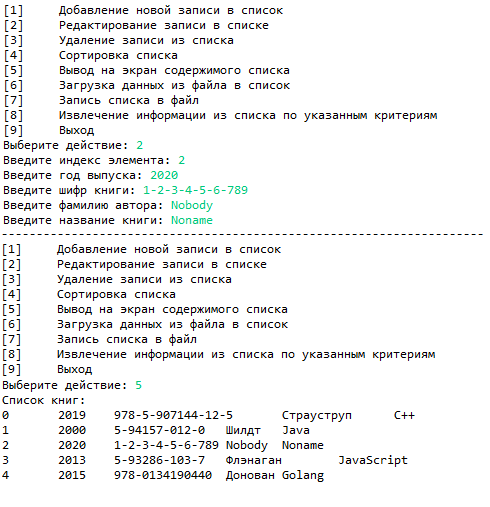 [1] Добавление новой записи в список
[2] Редактирование записи в списке
[3] Удаление записи из списка
[4] Сортировка списка
[5] Вывод на экран содержимого списка
[6] Загрузка данных из файла в список
[7] Запись списка в файл
[8] Извлечение информации из списка по указанным критериям
[9] Выход
Выберите действие: 2
Введите индекс элемента: 2
Введите год выпуска: 2020
Введите шифр книги: 1-2-3-4-5-6-789
Введите фамилию автора: Nobody
Введите название книги: Noname
--------------------------------------------------------------------
[1] Добавление новой записи в список
[2] Редактирование записи в списке
[3] Удаление записи из списка
[4] Сортировка списка
[5] Вывод на экран содержимого списка
[6] Загрузка данных из файла в список
[7] Запись списка в файл
[8] Извлечение информации из списка по указанным критериям
[9] Выход
Выберите действие: 5
Список книг:
0 2019 978-5-907144-12-5 Страуструп C++
1 2000 5-94157-012-0 Шилдт Java
2 2020 1-2-3-4-5-6-789 Nobody Noname
3 2013 5-93286-103-7 Флэнаган JavaScript
4 2015 978-0134190440 Донован Golang